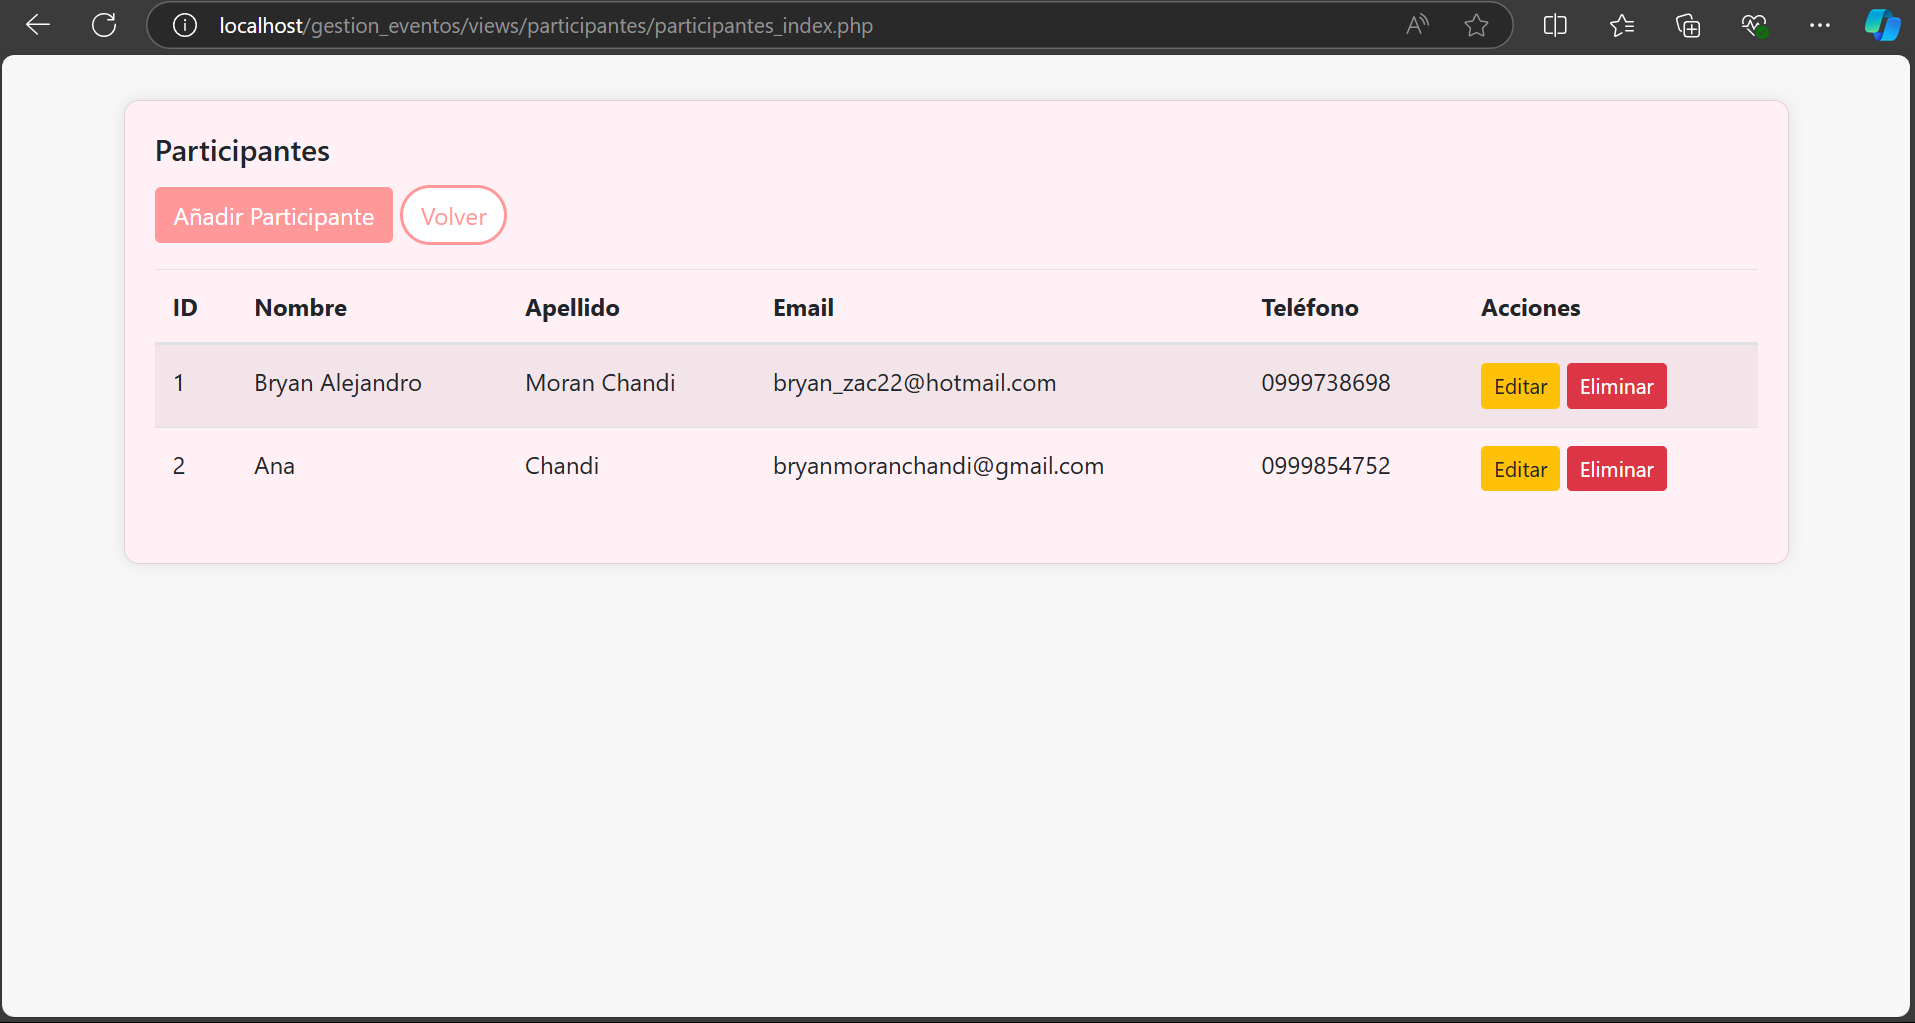 localhost/gestion_eventos/views/participantes/participantes_index.php
Participantes
Añadir Participante Volver
ID Nombre Apellido Email Teléfono Acciones
1 Bryan Alejandro Moran Chandi bryan_zac22@hotmail.com 0999738698 Editar Eliminar
2 Ana Chandi bryanmoranchandi@gmail.com 0999854752 Editar Eliminar